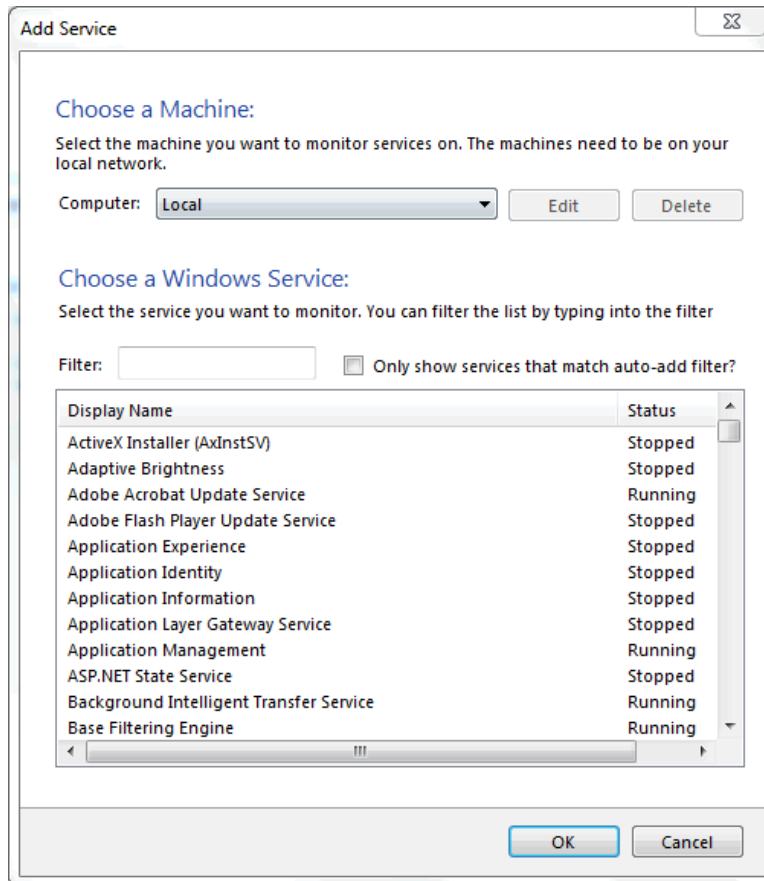 Add Service
Choose a Machine:
Select the machine you want to monitor services on. The machines need to be on your
local network.
Computer: Local Edit Delete
Choose a Windows Service:
Select the service you want to monitor. You can filter the list by typing into the filter
Filter: Only show services that match auto-add filter?
Display Name Status
ActiveX Installer (AxInstSV) Stopped
Adaptive Brightness Stopped
Adobe Acrobat Update Service Running
Adobe Flash Player Update Service Stopped
Application Experience Stopped
Application Identity Stopped
Application Information Stopped
Application Layer Gateway Service Stopped
Application Management Running
ASP.NET State Service Stopped
Background Intelligent Transfer Service Running
Base Filtering Engine Running
OK Cancel